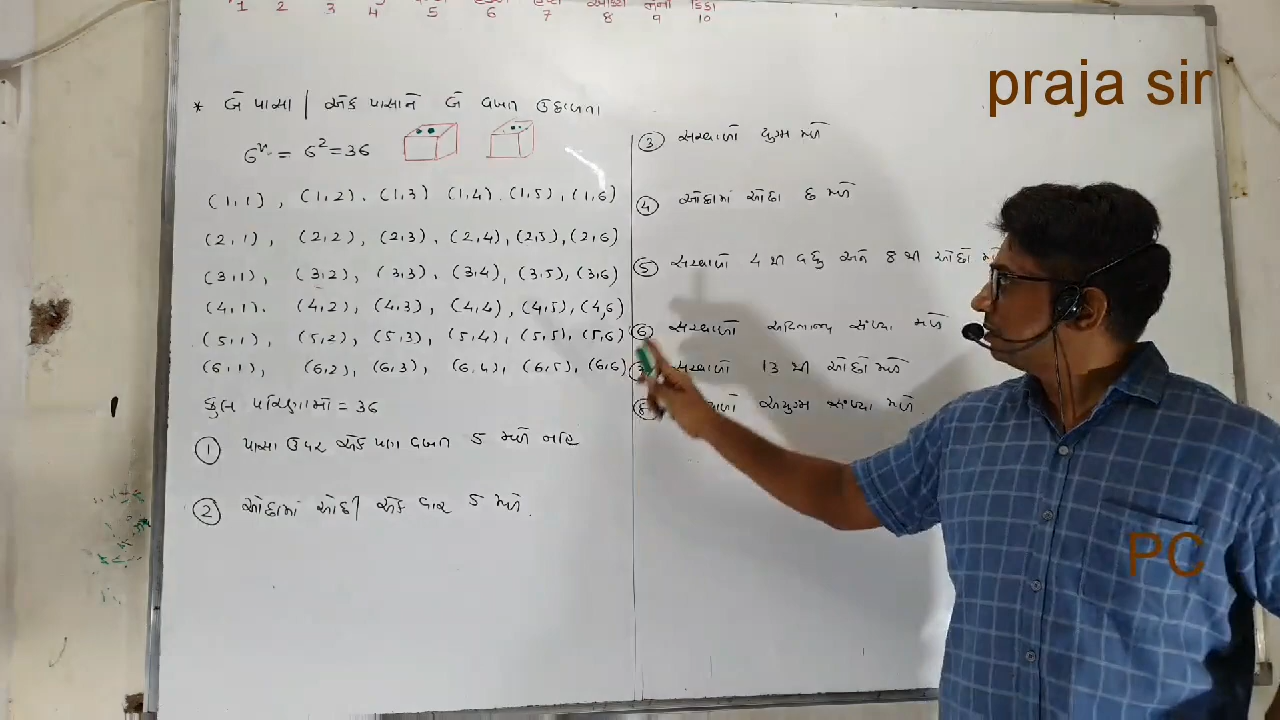 1 2 3 4 5 6 7 8 9 10
praja sir
* બે પાસા / એક પાસાને બે વખત ઉછાળતા
6ⁿ = 6² = 36
(1,1), (1,2), (1,3) (1,4), (1,5), (1,6)
(2,1), (2,2), (2,3), (2,4), (2,5), (2,6)
(3,1), (3,2), (3,3), (3,4), (3,5), (3,6)
(4,1), (4,2), (4,3), (4,4), (4,5), (4,6)
(5,1), (5,2), (5,3), (5,4), (5,5), (5,6)
(6,1), (6,2), (6,3), (6,4), (6,5), (6,6)
કુલ પરિણામો = 36
① પાસા ઉપર એક પણ વખત 5 મળે નહિ
② ઓછામાં ઓછી એક વાર 5 મળે.
③ સરવાળો યુગ્મ મળે
④ ઓછામાં ઓછા 6 મળે
⑤ સરવાળો 4 થી વધુ અને 8 થી ઓછો
⑥ સરવાળો અવિભાજ્ય સંખ્યા મળે
સરવાળો 13 થી ઓછો મળે
અયુગ્મ સંખ્યા મળે.
PC